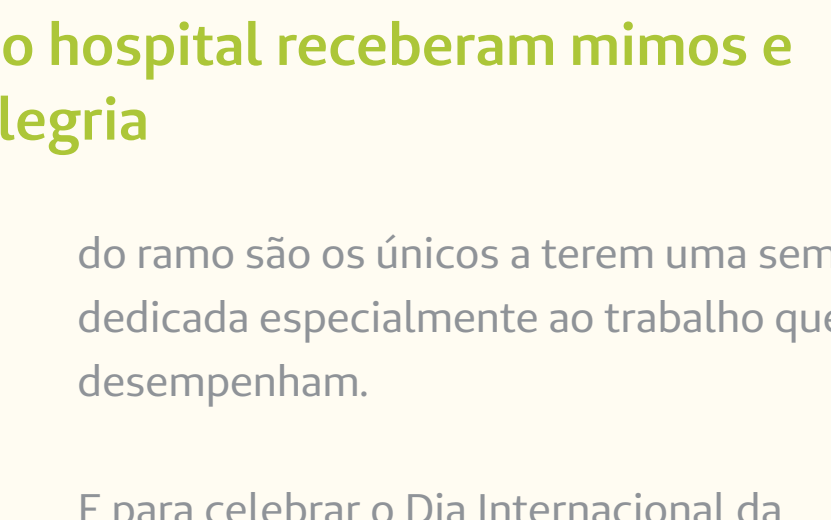 o hospital receberam mimos e
legria
do ramo são os únicos a terem uma sem
dedicada especialmente ao trabalho que
desempenham.
E para celebrar o Dia Internacional da